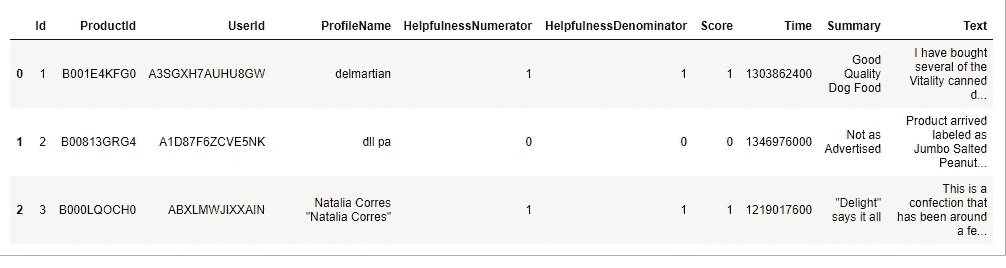 Id ProductId UserId ProfileName HelpfulnessNumerator HelpfulnessDenominator Score Time Summary Text
0 1 B001E4KFG0 A3SGXH7AUHU8GW delmartian 1 1 1 1303862400 Good Quality Dog Food I have bought several of the Vitality canned d...
1 2 B00813GRG4 A1D87F6ZCVE5NK dll pa 0 0 0 1346976000 Not as Advertised Product arrived labeled as Jumbo Salted Peanut...
2 3 B000LQOCH0 ABXLMWJIXXAIN Natalia Corres "Natalia Corres" 1 1 1 1219017600 "Delight" says it all This is a confection that has been around a fe...